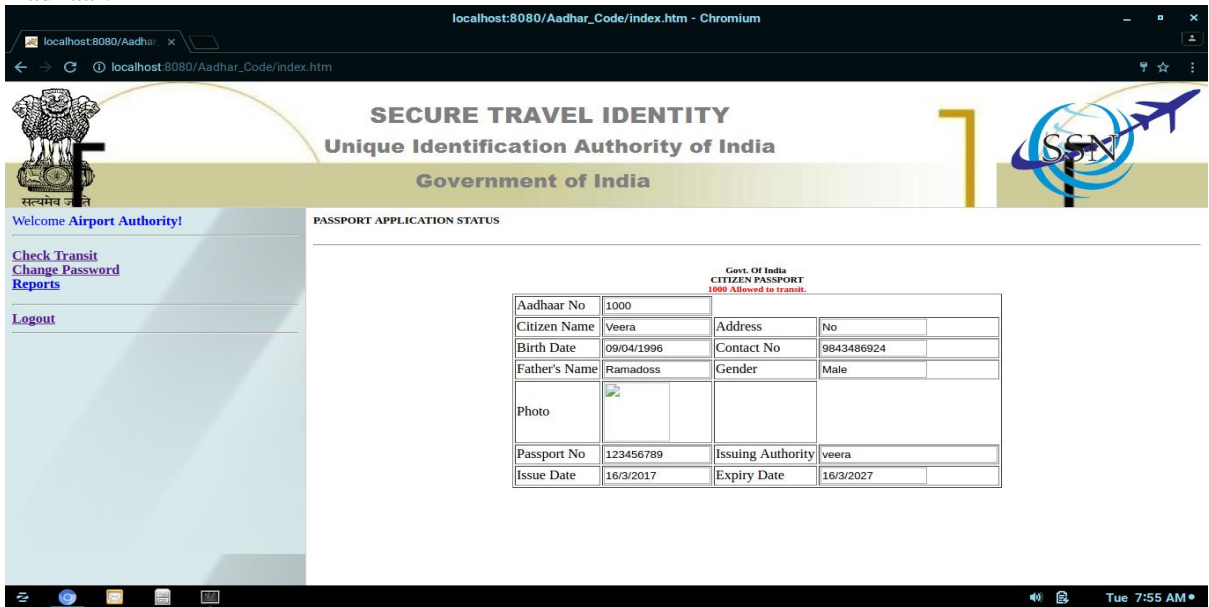 localhost:8080/Aadhar_Code/index.htm - Chromium
localhost:8080/Aadhar_
localhost:8080/Aadhar_Code/index.htm
SECURE TRAVEL IDENTITY
Unique Identification Authority of India
Government of India
SSN
Welcome Airport Authority!
Check Transit
Change Password
Reports
Logout
PASSPORT APPLICATION STATUS
Govt. Of India
CITIZEN PASSPORT
1000 Allowed to transit.
Aadhaar No 1000
Citizen Name Veera Address No
Birth Date 09/04/1996 Contact No 9843486924
Father's Name Ramadoss Gender Male
Photo
Passport No 123456789 Issuing Authority veera
Issue Date 16/3/2017 Expiry Date 16/3/2027
Tue 7:55 AM